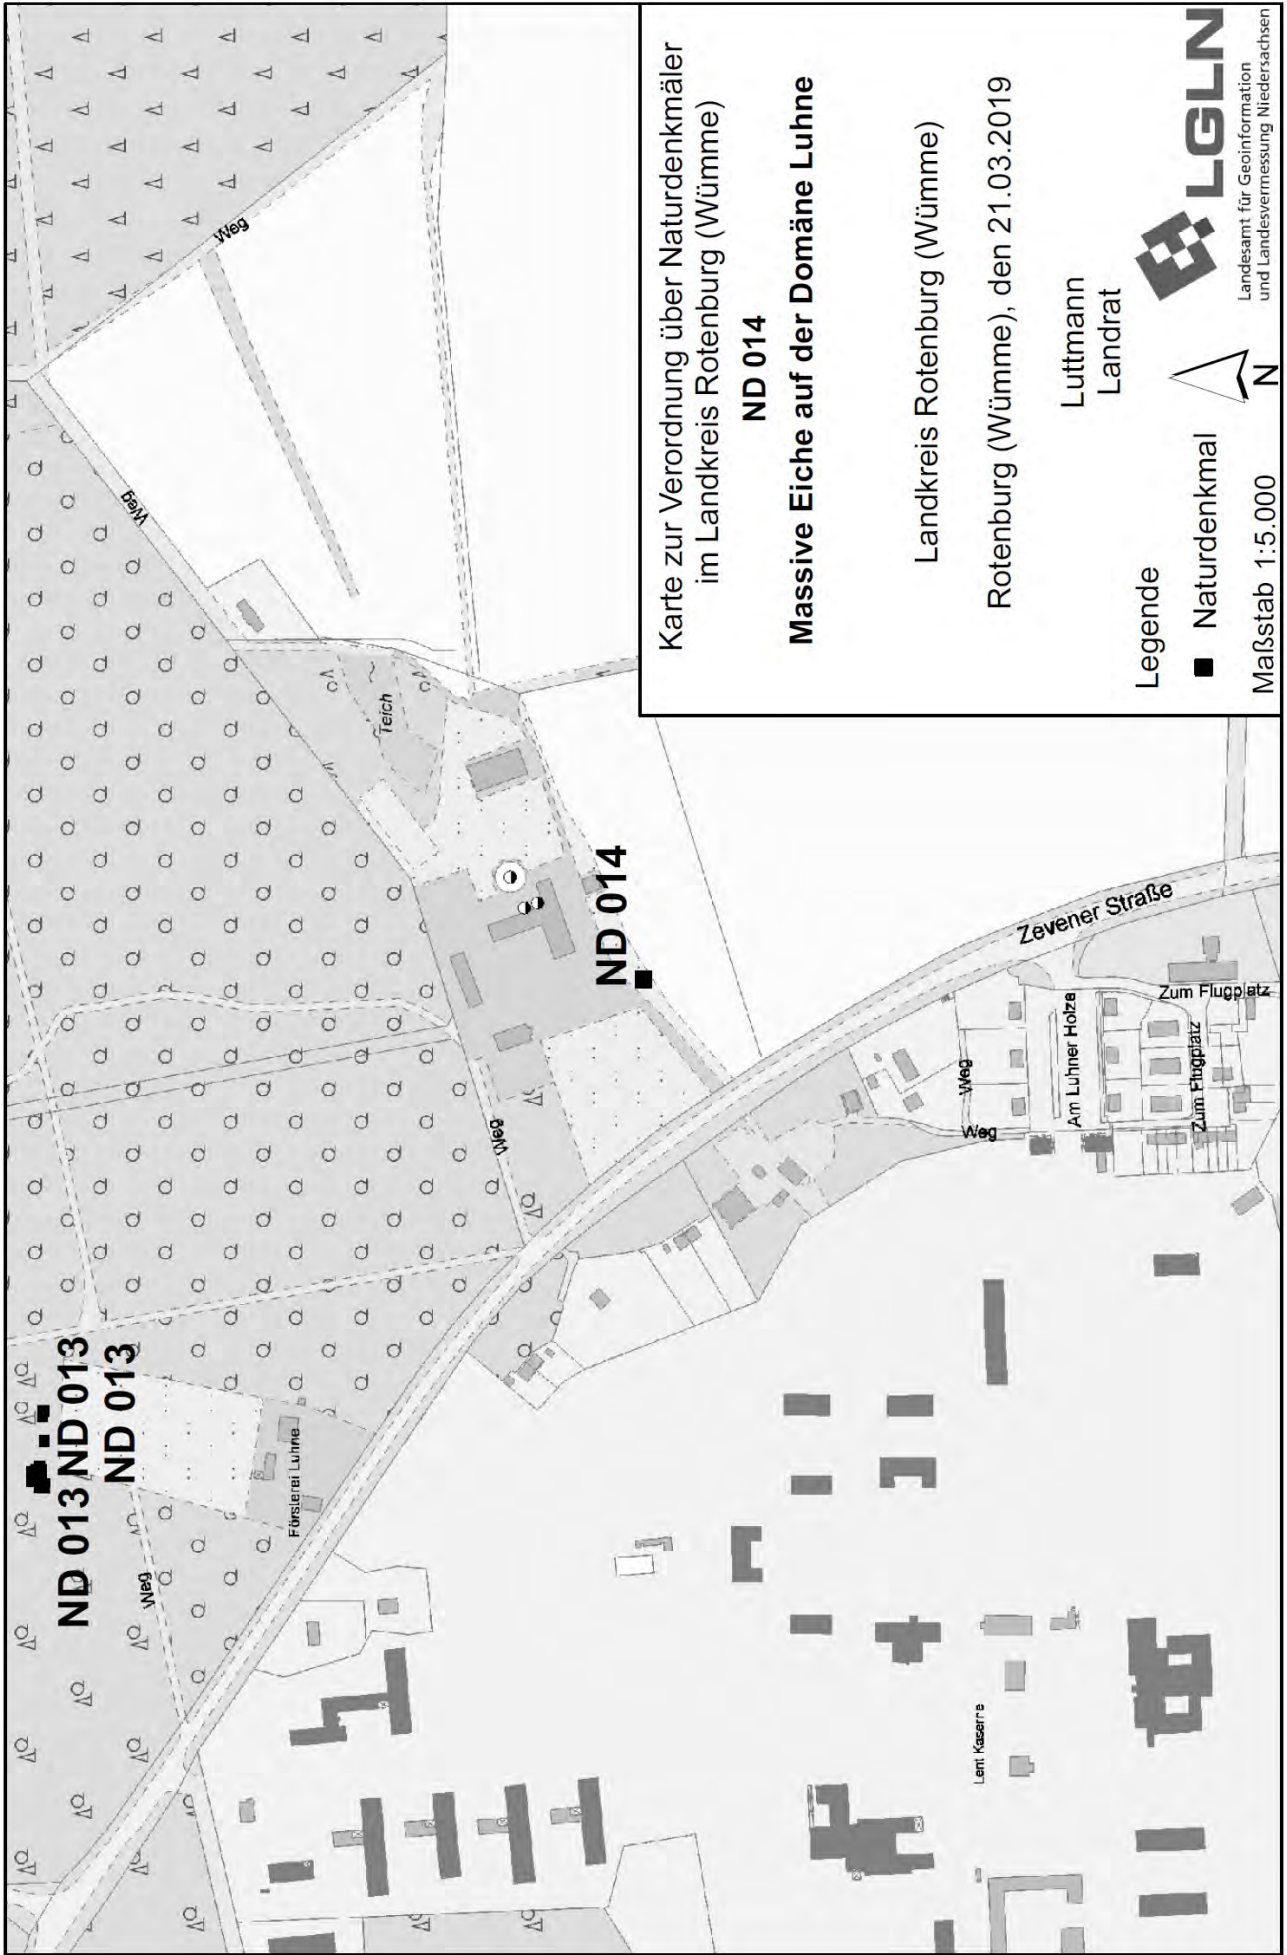 Karte zur Verordnung über Naturdenkmäler
im Landkreis Rotenburg (Wümme)
ND 014
Massive Eiche auf der Domäne Luhne
Landkreis Rotenburg (Wümme)
Rotenburg (Wümme), den 21.03.2019
Luttmann
Landrat
Legende
Naturdenkmal
Maßstab 1:5.000
N
LGLN
Landesamt für Geoinformation
und Landesvermessung Niedersachsen
ND 013
ND 013
ND 013
Weg
Försterei Luhne
Weg
Weg
Weg
Teich
ND 014
Zevener Straße
Weg
Weg
Am Luhner Holze
Zum Flugplatz
Zum Flugplatz
Lent Kaserne